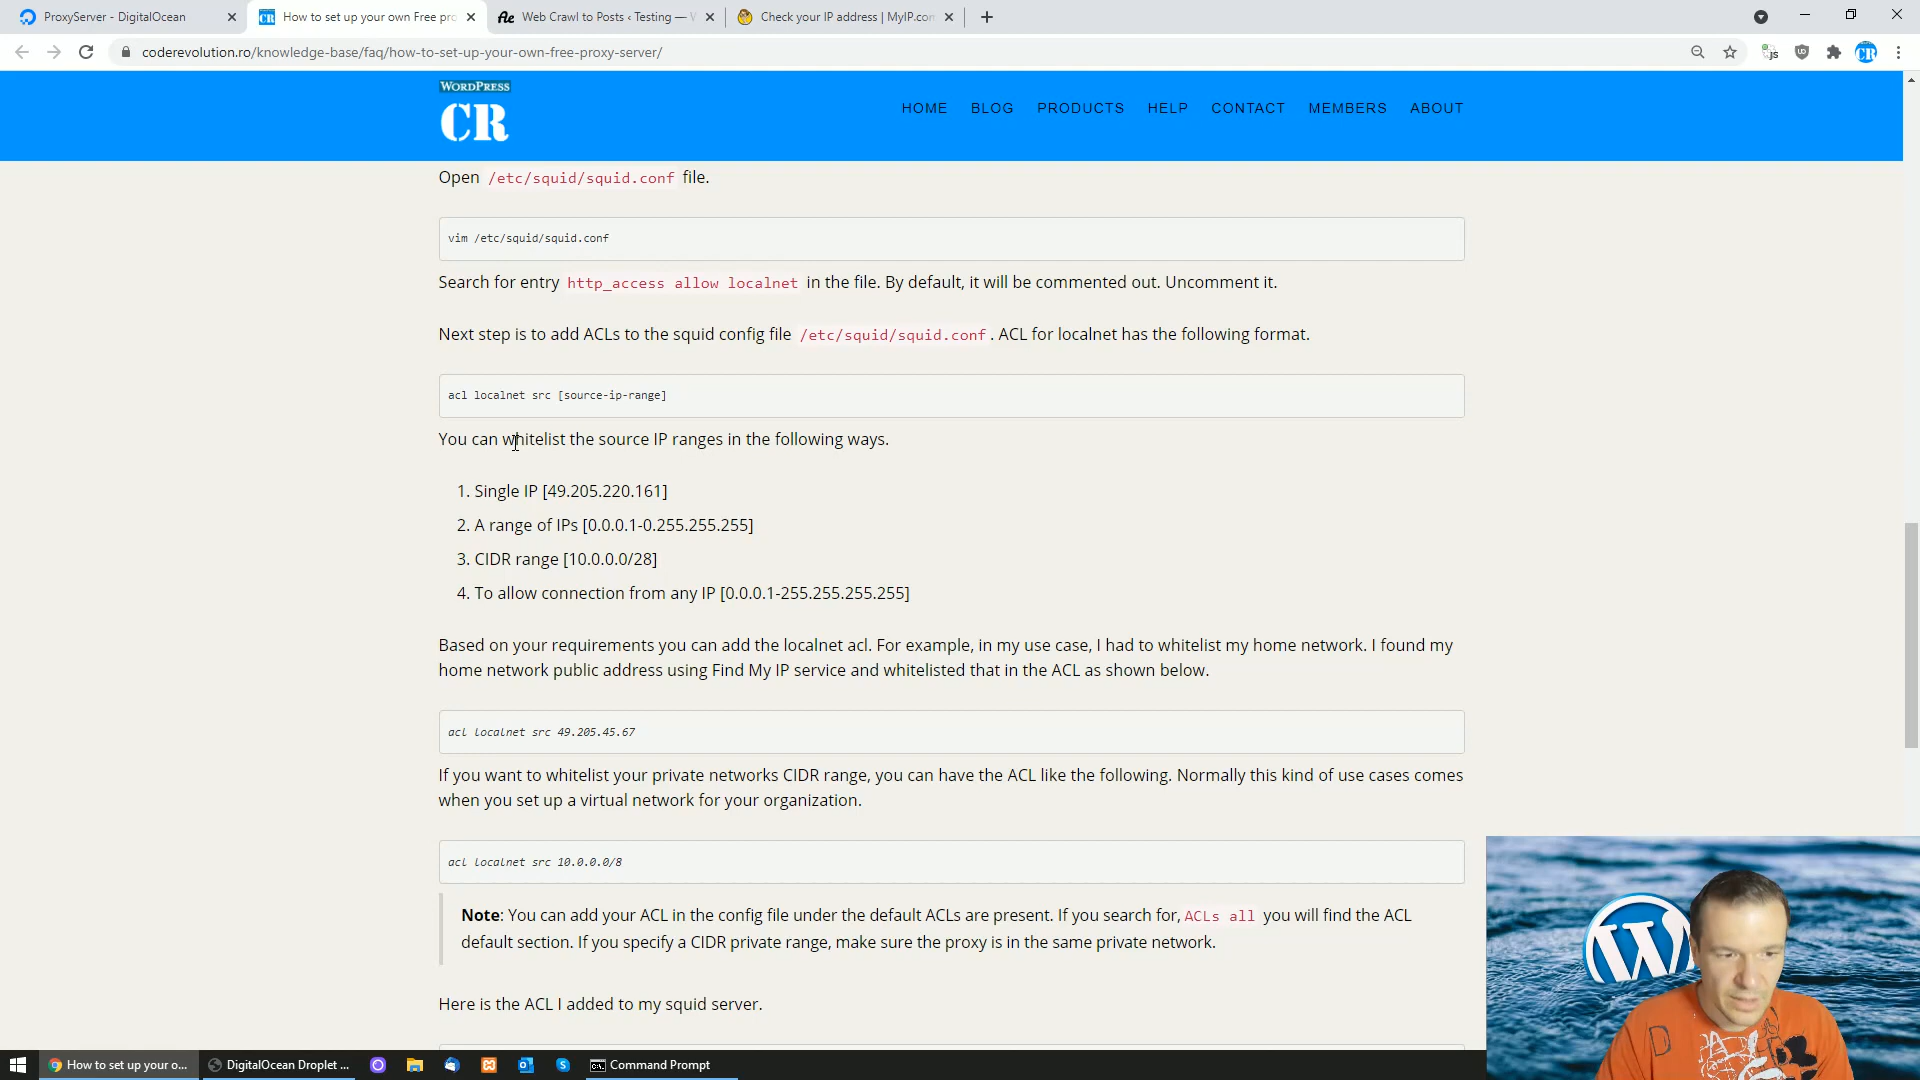 ProxyServer - DigitalOcean
How to set up your own Free pro
Web Crawl to Posts ‹ Testing — W
Check your IP address | MyIP.com
coderevolution.ro/knowledge-base/faq/how-to-set-up-your-own-free-proxy-server/
WORDPRESS
CR
HOME
BLOG
PRODUCTS
HELP
CONTACT
MEMBERS
ABOUT
Open /etc/squid/squid.conf file.
vim /etc/squid/squid.conf
Search for entry http_access allow localnet in the file. By default, it will be commented out. Uncomment it.
Next step is to add ACLs to the squid config file /etc/squid/squid.conf. ACL for localnet has the following format.
acl localnet src [source-ip-range]
You can whitelist the source IP ranges in the following ways.
1. Single IP [49.205.220.161]
2. A range of IPs [0.0.0.1-0.255.255.255]
3. CIDR range [10.0.0.0/28]
4. To allow connection from any IP [0.0.0.1-255.255.255.255]
Based on your requirements you can add the localnet acl. For example, in my use case, I had to whitelist my home network. I found my
home network public address using Find My IP service and whitelisted that in the ACL as shown below.
acl localnet src 49.205.45.67
If you want to whitelist your private networks CIDR range, you can have the ACL like the following. Normally this kind of use cases comes
when you set up a virtual network for your organization.
acl localnet src 10.0.0.0/8
Note: You can add your ACL in the config file under the default ACLs are present. If you search for, ACLs all you will find the ACL
default section. If you specify a CIDR private range, make sure the proxy is in the same private network.
Here is the ACL I added to my squid server.
How to set up your o...
DigitalOcean Droplet ...
Command Prompt